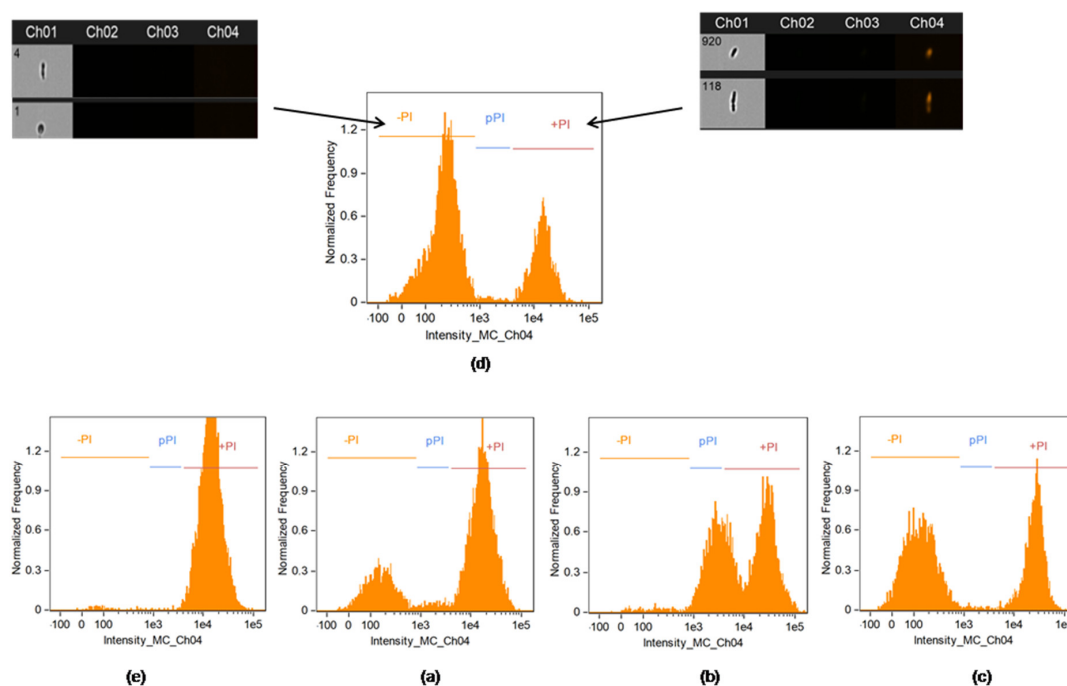 Ch01 Ch02 Ch03 Ch04
4
1
Ch01 Ch02 Ch03 Ch04
920
118
-PI pPI +PI
Normalized Frequency
1.2
0.9
0.6
0.3
0
-100 0 100 1e3 1e4 1e5
Intensity_MC_Ch04
(d)
-PI pPI +PI
Normalized Frequency
1.2
0.9
0.6
0.3
0
-100 0 100 1e3 1e4 1e5
Intensity_MC_Ch04
(e)
-PI pPI +PI
Normalized Frequency
1.2
0.9
0.6
0.3
0
-100 0 100 1e3 1e4 1e5
Intensity_MC_Ch04
(a)
-PI pPI +PI
Normalized Frequency
1.2
0.9
0.6
0.3
0
-100 0 100 1e3 1e4 1e5
Intensity_MC_Ch04
(b)
-PI pPI +PI
Normalized Frequency
1.2
0.9
0.6
0.3
0
-100 0 100 1e3 1e4 1e
Intensity_MC_Ch04
(c)